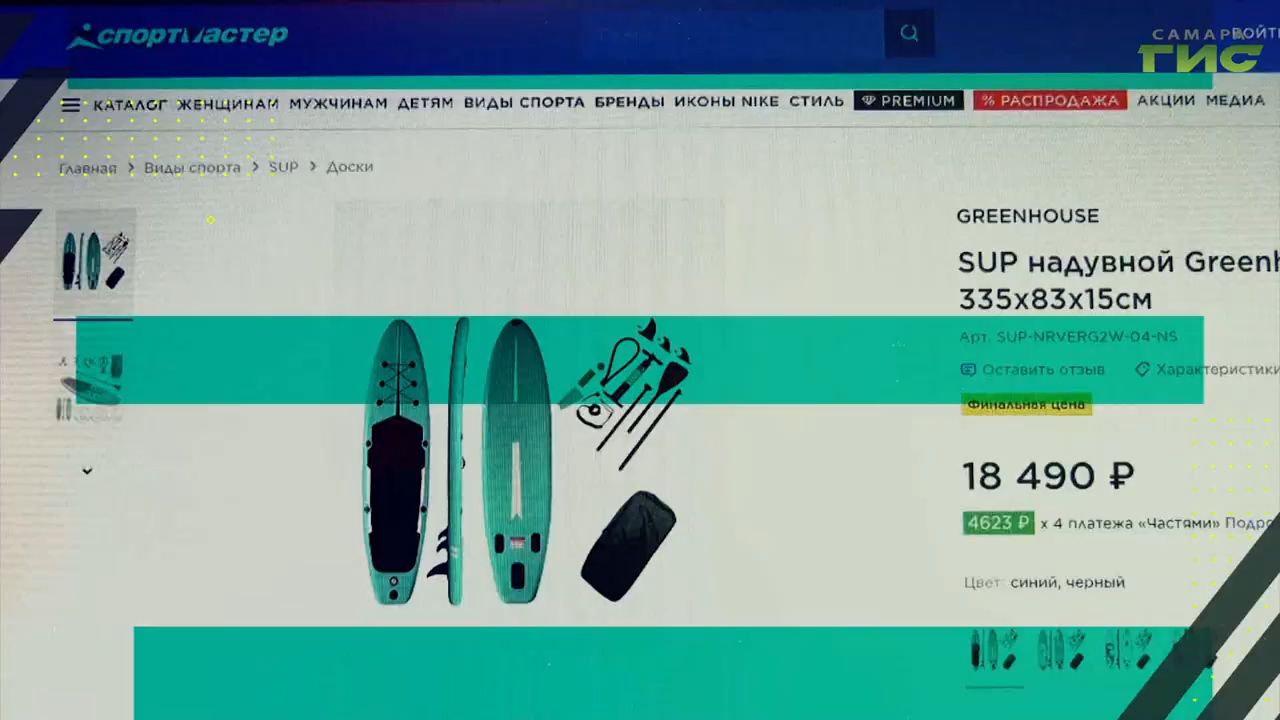 спортмастер
САМАРА
ГИС
ВОЙТИ
КАТАЛОГ ЖЕНЩИНАМ МУЖЧИНАМ ДЕТЯМ ВИДЫ СПОРТА БРЕНДЫ ИКОНЫ NIKE СТИЛЬ PREMIUM % РАСПРОДАЖА АКЦИИ МЕДИА
Главная > Виды спорта > SUP > Доски
GREENHOUSE
SUP надувной Greenh
335x83x15см
Арт. SUP-NRVERG2W-04-NS
Оставить отзыв Характеристики
Финальная цена
18 490 ₽
4623 ₽ х 4 платежа «Частями» Подро
Цвет: синий, черный